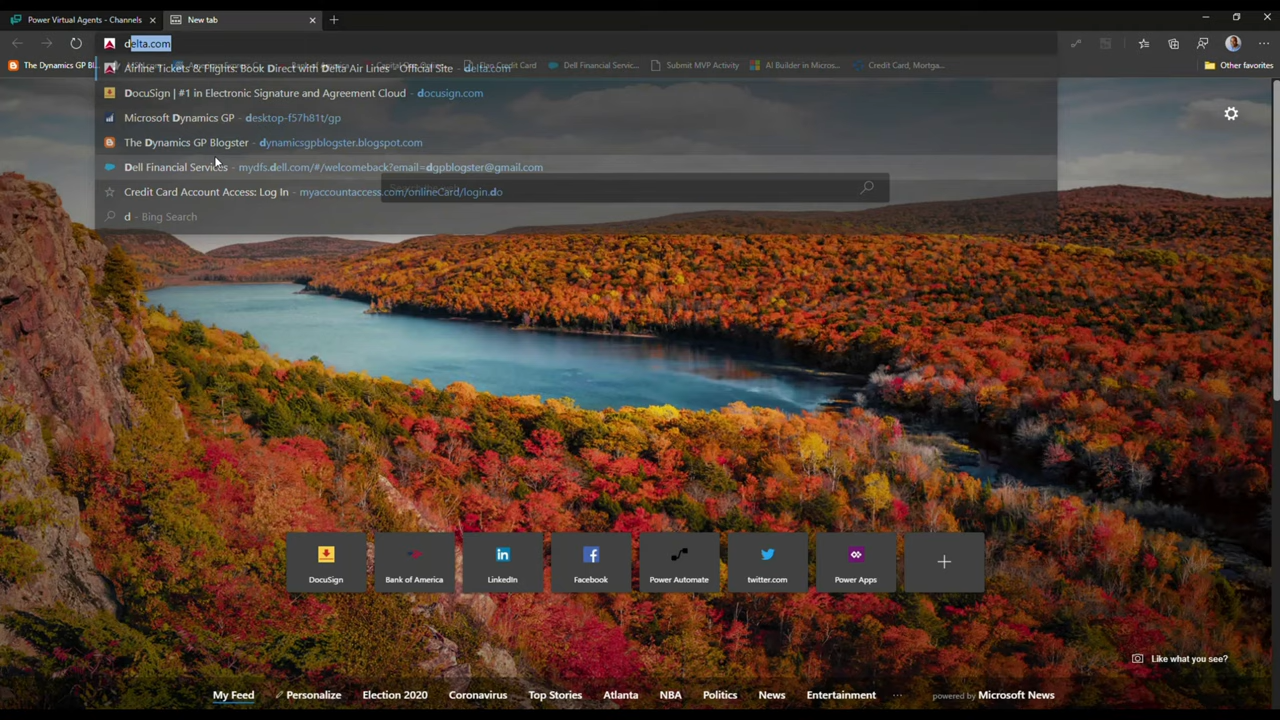 Power Virtual Agents - Channels
New tab
delta.com
The Dynamics GP Bl
Credit Card
Dell Financial Servic...
Submit MVP Activity
AI Builder in Micros...
Credit Card, Mortga...
Other favorites
Airline Tickets & Flights: Book Direct with Delta Air Lines - Official Site - delta.com
DocuSign | #1 in Electronic Signature and Agreement Cloud - docusign.com
Microsoft Dynamics GP - desktop-f57h81t/gp
The Dynamics GP Blogster - dynamicsgpblogster.blogspot.com
Dell Financial Services - mydfs.dell.com/#/welcomeback?email=dgpblogster@gmail.com
Credit Card Account Access: Log In - myaccountaccess.com/onlineCard/login.do
d - Bing Search
DocuSign
Bank of America
LinkedIn
Facebook
Power Automate
twitter.com
Power Apps
Like what you see?
My Feed
Personalize
Election 2020
Coronavirus
Top Stories
Atlanta
NBA
Politics
News
Entertainment
...
powered by Microsoft News